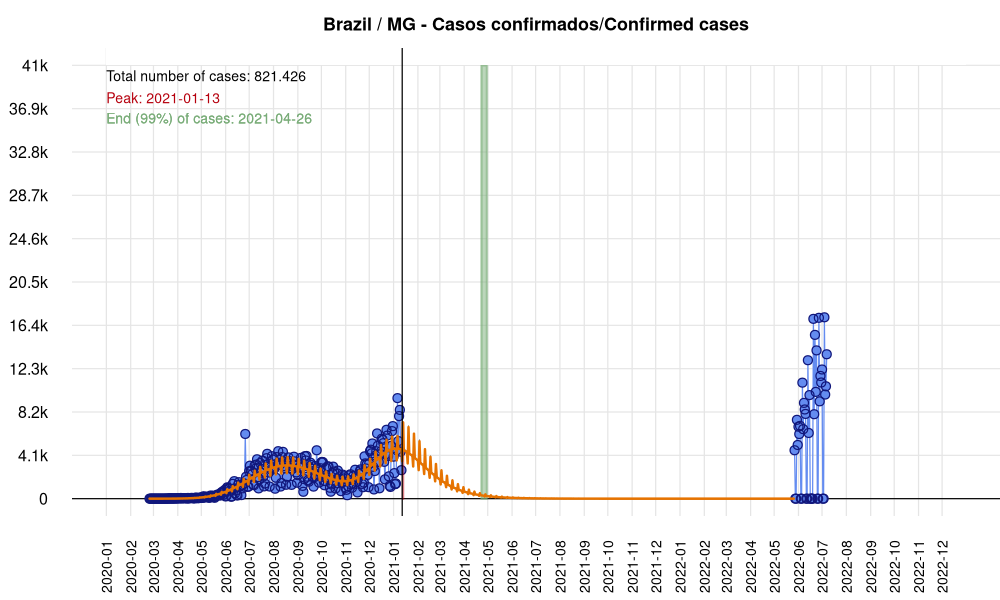 Brazil / MG - Casos confirmados/Confirmed cases
Total number of cases: 821.426
Peak: 2021-01-13
End (99%) of cases: 2021-04-26
41k
36.9k
32.8k
28.7k
24.6k
20.5k
16.4k
12.3k
8.2k
4.1k
0
2020-01
2020-02
2020-03
2020-04
2020-05
2020-06
2020-07
2020-08
2020-09
2020-10
2020-11
2020-12
2021-01
2021-02
2021-03
2021-04
2021-05
2021-06
2021-07
2021-08
2021-09
2021-10
2021-11
2021-12
2022-01
2022-02
2022-03
2022-04
2022-05
2022-06
2022-07
2022-08
2022-09
2022-10
2022-11
2022-12